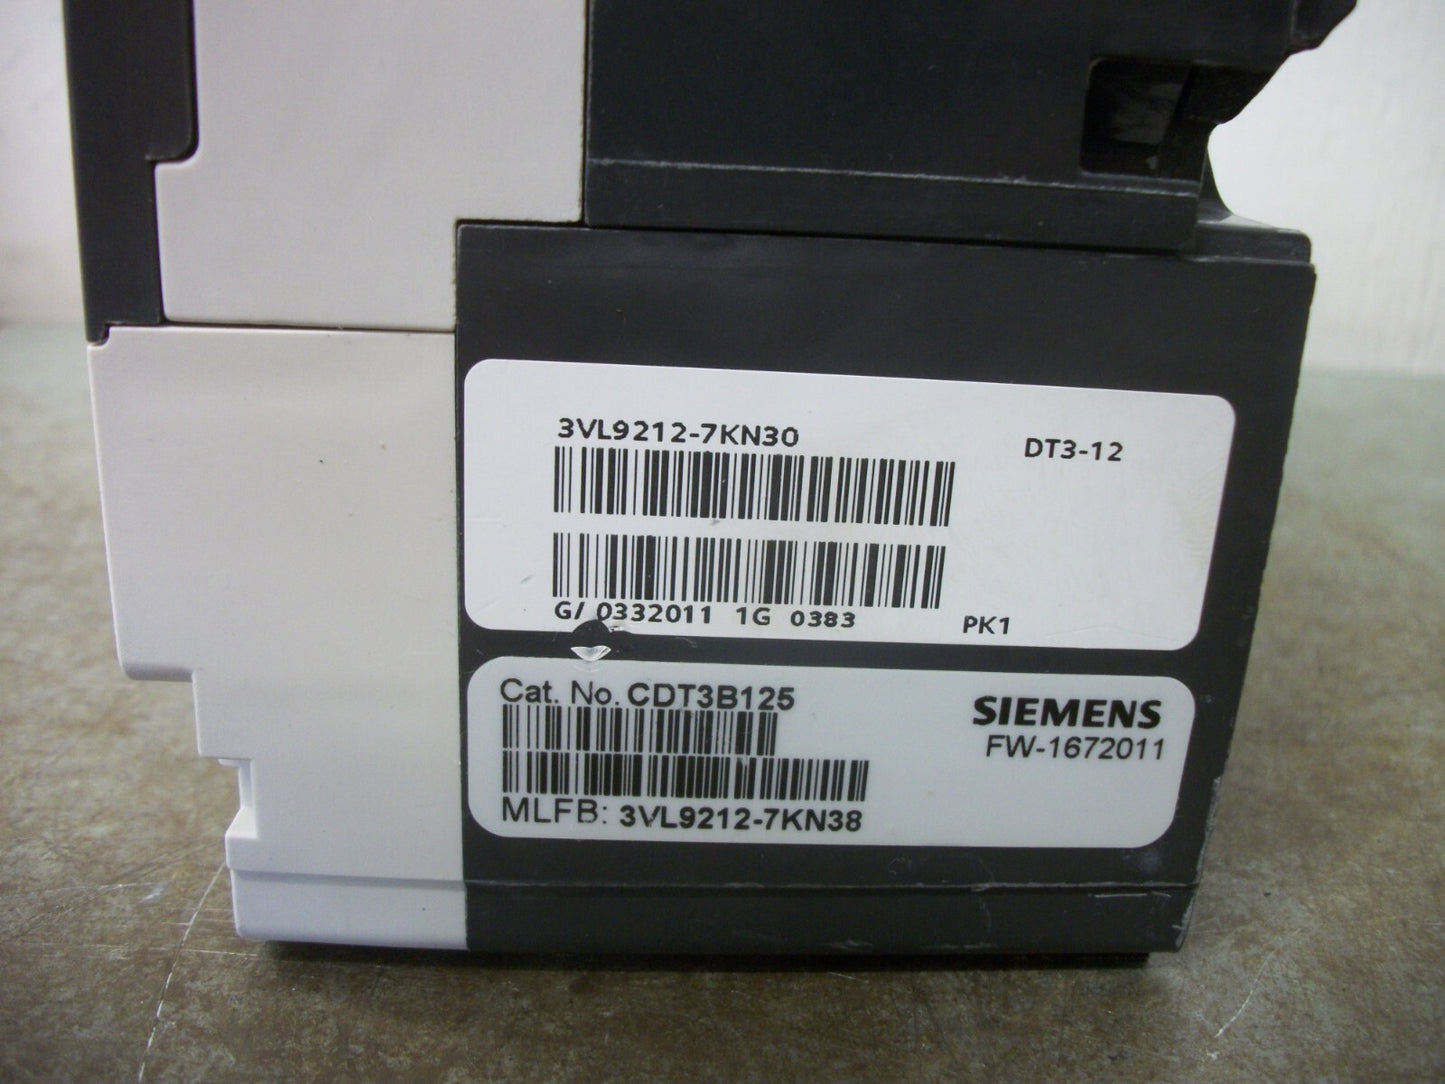 3VL9212-7KN30
DT3-12
G/ 0332011 1G 0383
PK1
Cat. No. CDT3B125
SIEMENS
FW-1672011
MLFB: 3VL9212-7KN38